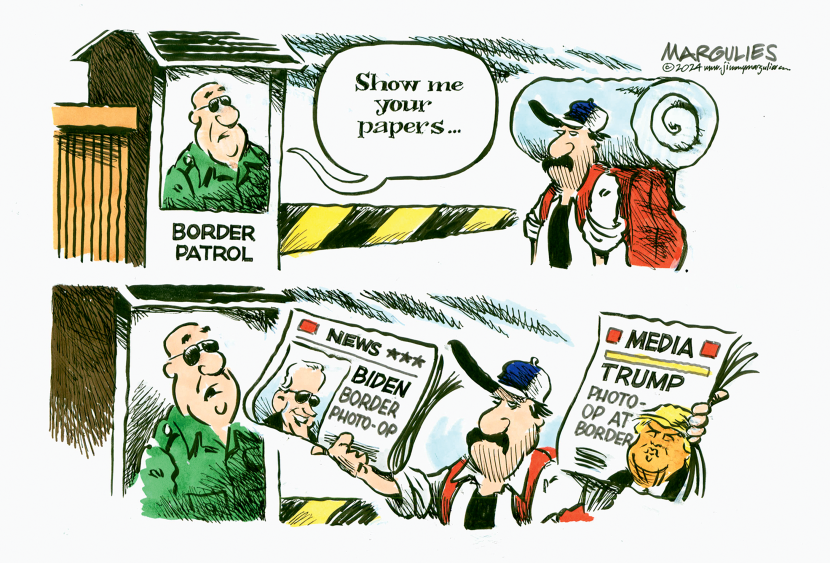 MARGULIES
©2024 www.jimmymargulies.com
Show me
your
papers...
BORDER
PATROL
NEWS ★★★
BIDEN
BORDER
PHOTO-OP
MEDIA
TRUMP
PHOTO-
OP AT
BORDER